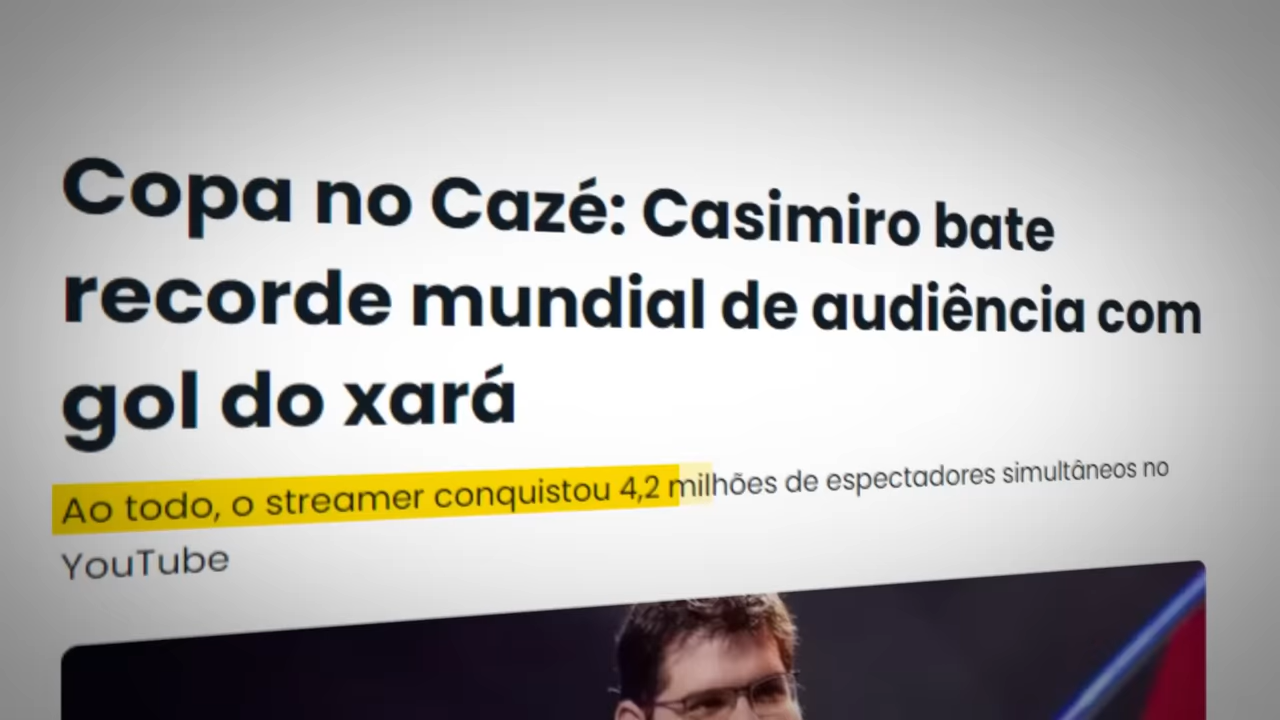 Copa no Cazé: Casimiro bate
recorde mundial de audiência com
gol do xará
Ao todo, o streamer conquistou 4,2 milhões de espectadores simultâneos no
YouTube